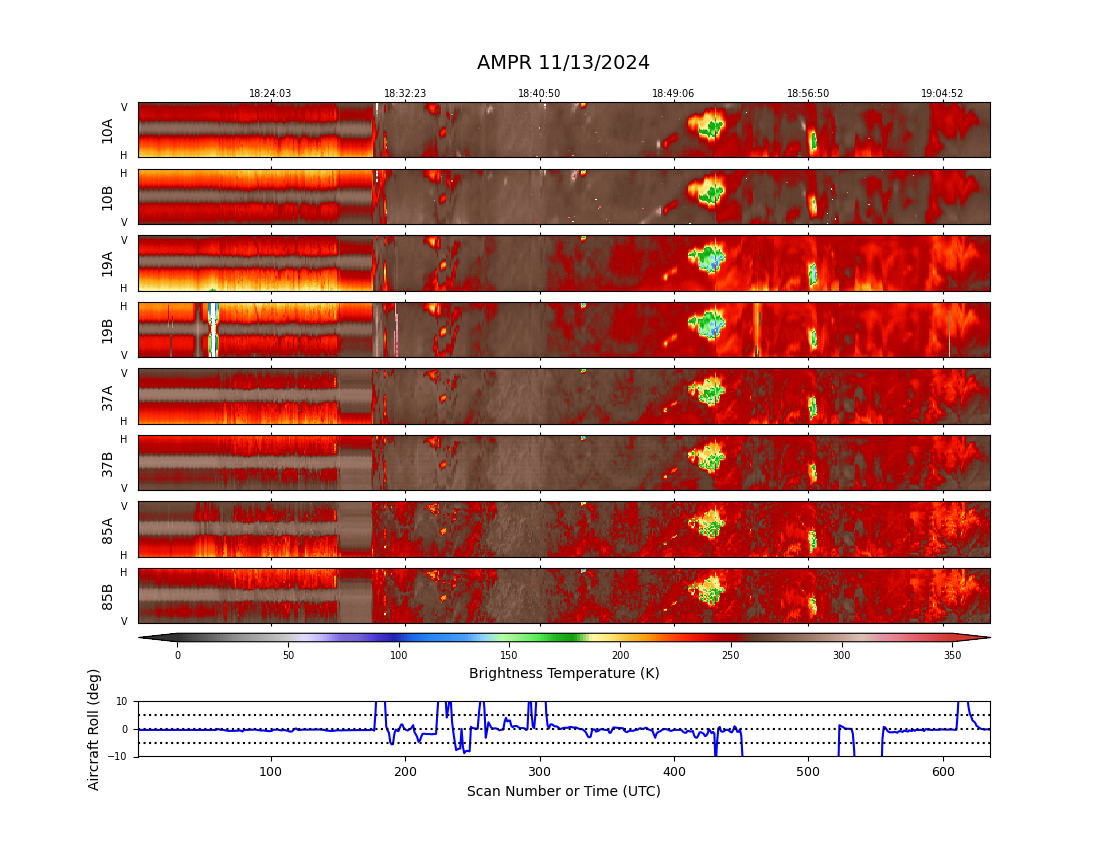 AMPR 11/13/2024
18:24:03 18:32:23 18:40:50 18:49:06 18:56:50 19:04:52
V
10A
H
H
10B
V
V
19A
H
H
19B
V
V
37A
H
H
37B
V
V
85A
H
H
85B
V
0 50 100 150 200 250 300 350
Brightness Temperature (K)
Aircraft Roll (deg)
10
0
−10
100 200 300 400 500 600
Scan Number or Time (UTC)